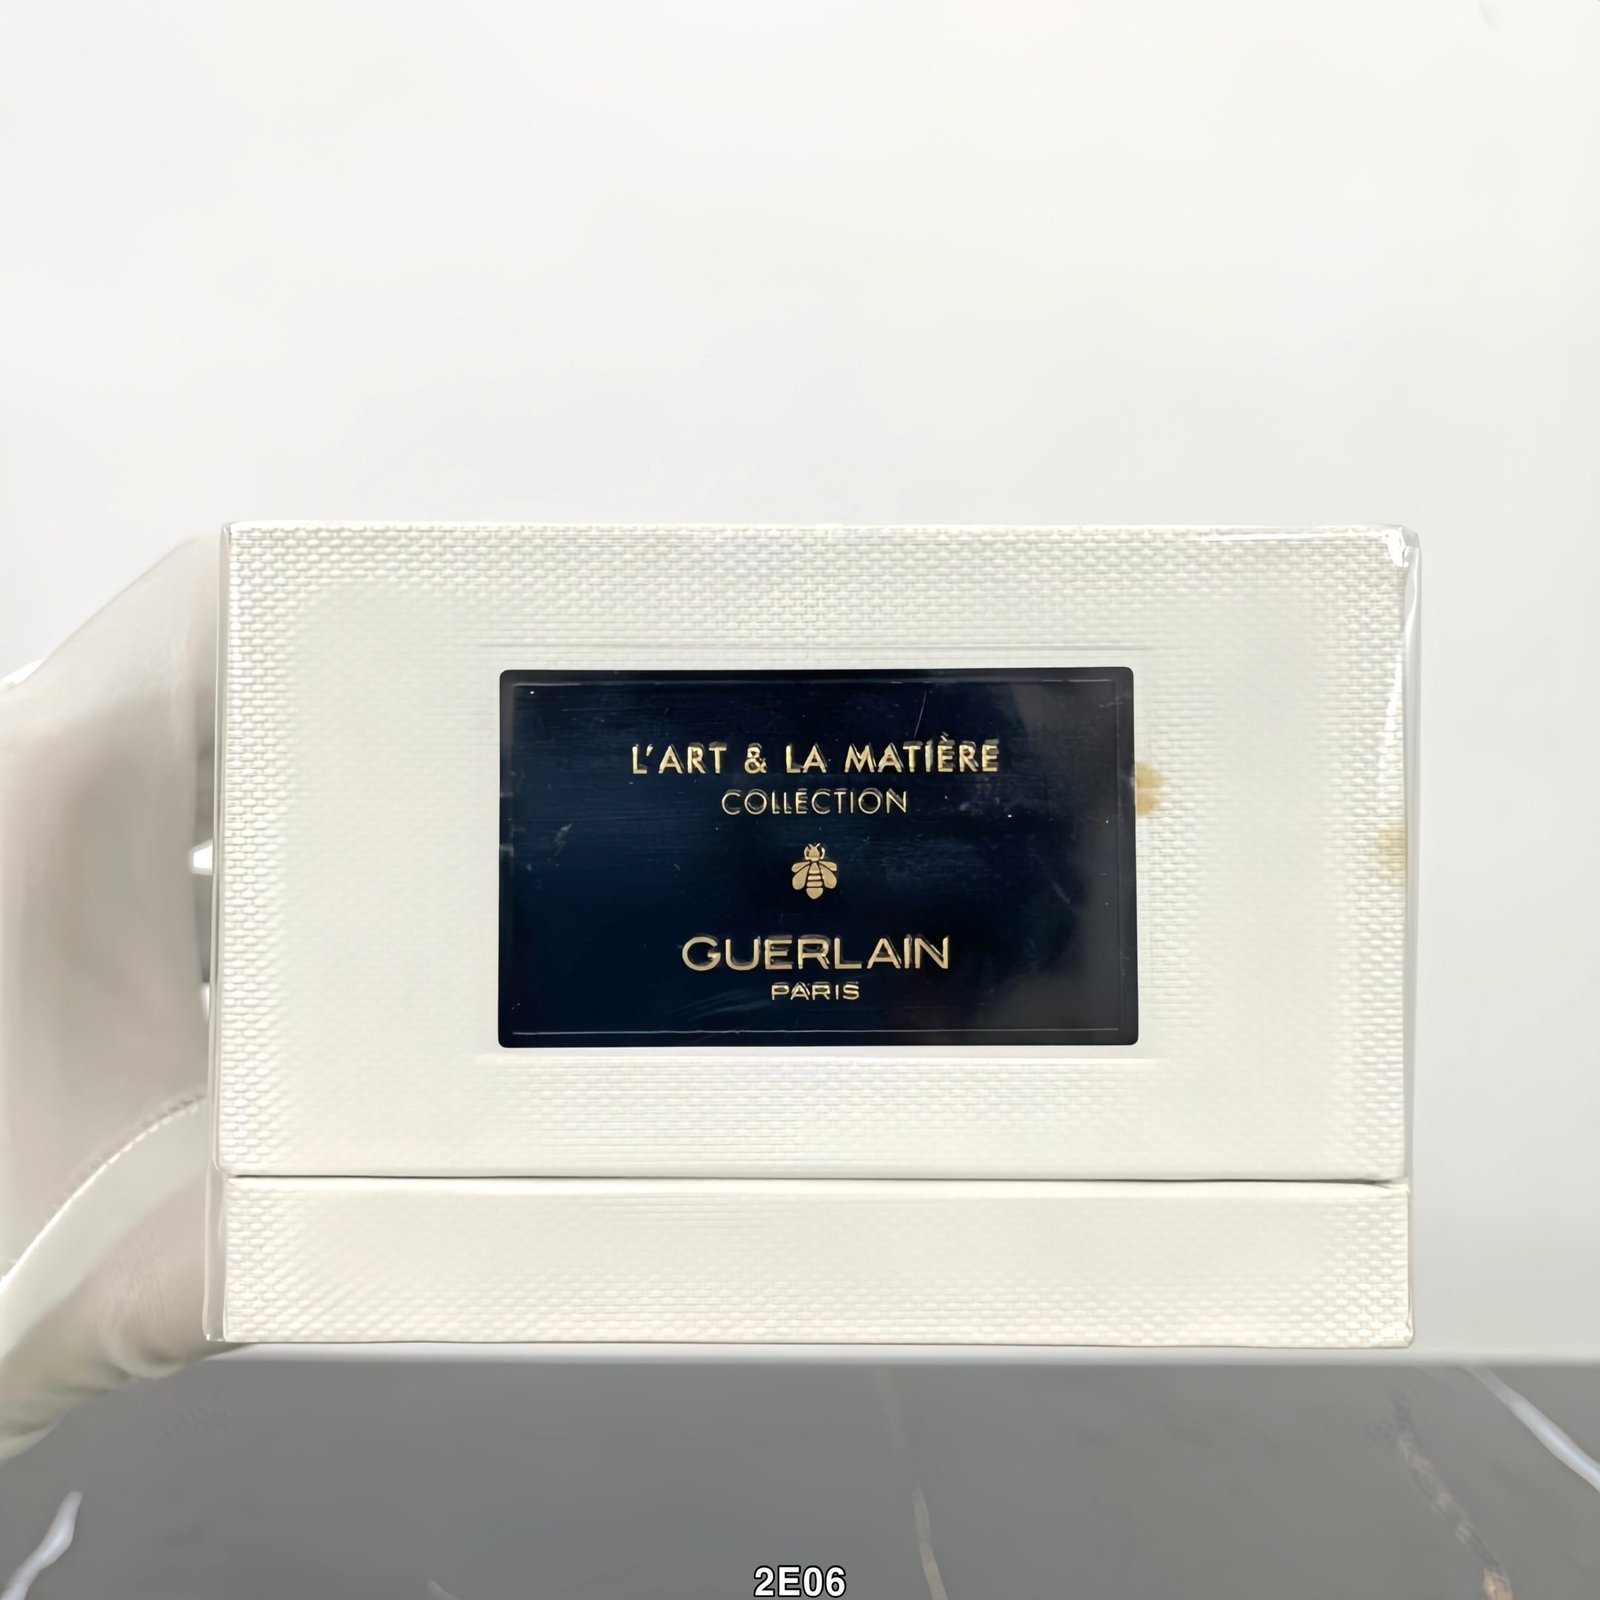 L'ART & LA MATIÈRE
COLLECTION
GUERLAIN
PARIS
2E06